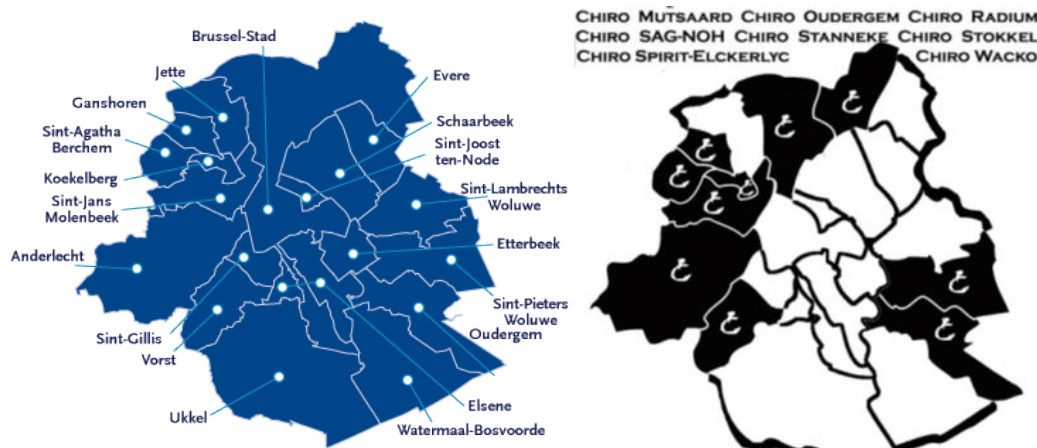 Brussel-Stad
Jette
Evere
Ganshoren
Schaarbeek
Sint-Agatha
Berchem
Sint-Joost
ten-Node
Koekelberg
Sint-Jans
Molenbeek
Sint-Lambrechts
Woluwe
Anderlecht
Etterbeek
Sint-Pieters
Woluwe
Sint-Gillis
Oudergem
Vorst
Elsene
Ukkel
Watermaal-Bosvoorde
Chiro Mutsaard Chiro Oudergem Chiro Radium
Chiro SAG-NOH Chiro Stanneke Chiro Stokkel
Chiro Spirit-Elckerlyc Chiro Wacko